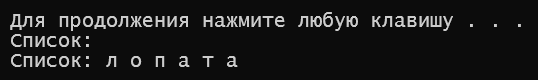 Для продолжения нажмите любую клавишу . . .
Список:
Список: л о п а т а